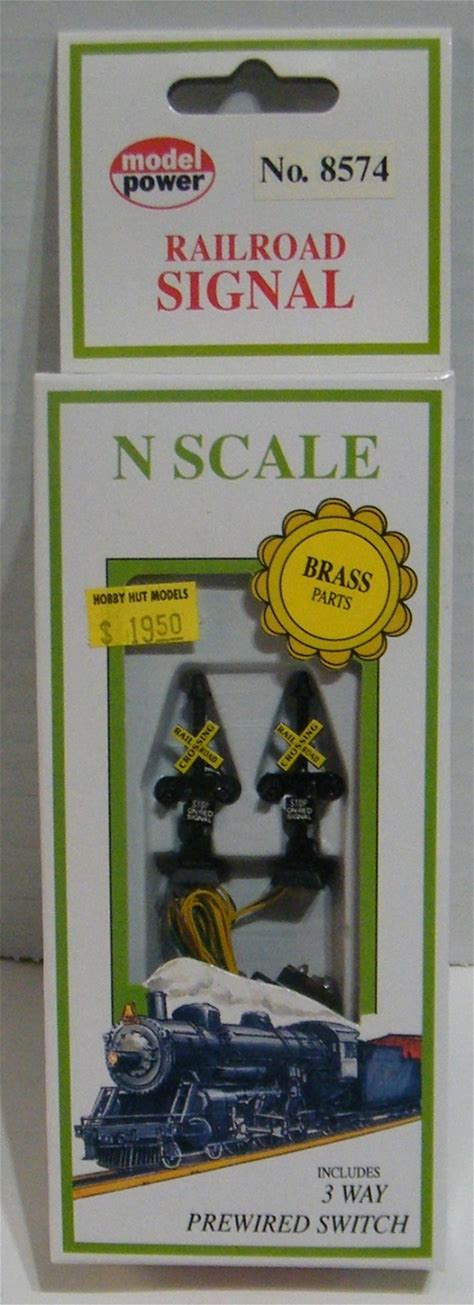 model
power
No. 8574
RAILROAD
SIGNAL
N SCALE
BRASS
PARTS
HOBBY HUT MODELS
$ 1950
RAIL ROAD
CROSSING
STOP
ON RED
SIGNAL
RAIL ROAD
CROSSING
STOP
ON RED
SIGNAL
INCLUDES
3 WAY
PREWIRED SWITCH